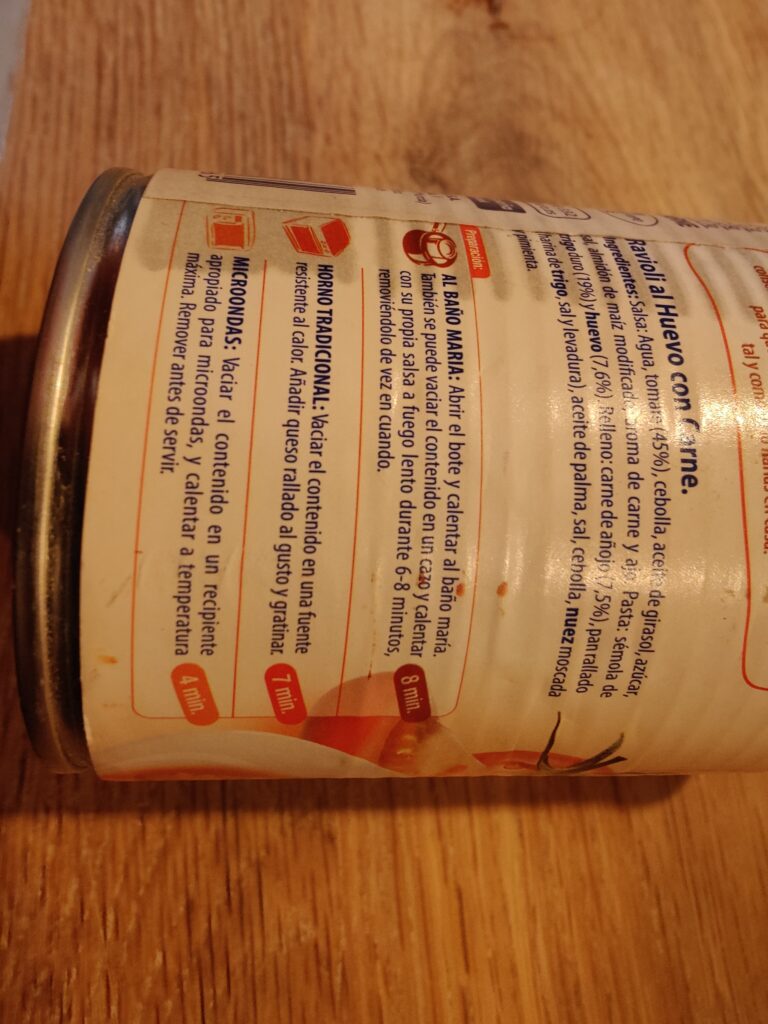 para qu
tal y com
en casa.
Ravioli al Huevo con Carne.
Ingredientes: Salsa: Agua, tomate (45%), cebolla, aceite de girasol, azúcar,
sal, almidón de maíz modificado, aroma de carne y ajo. Pasta: sémola de
trigo duro (19%) y huevo (7,6%). Relleno: carne de añojo (7,5%), pan rallado
harina de trigo, sal y levadura), aceite de palma, sal, cebolla, nuez moscada
y pimienta.
Preparación:
AL BAÑO MARIA: Abrir el bote y calentar al baño maría.
También se puede vaciar el contenido en un cazo y calentar
con su propia salsa a fuego lento durante 6-8 minutos,
removiéndolo de vez en cuando.
8 min.
HORNO TRADICIONAL: Vaciar el contenido en una fuente
resistente al calor. Añadir queso rallado al gusto y gratinar.
7 min.
MICROONDAS: Vaciar el contenido en un recipiente
apropiado para microondas, y calentar a temperatura
máxima. Remover antes de servir.
4 min.